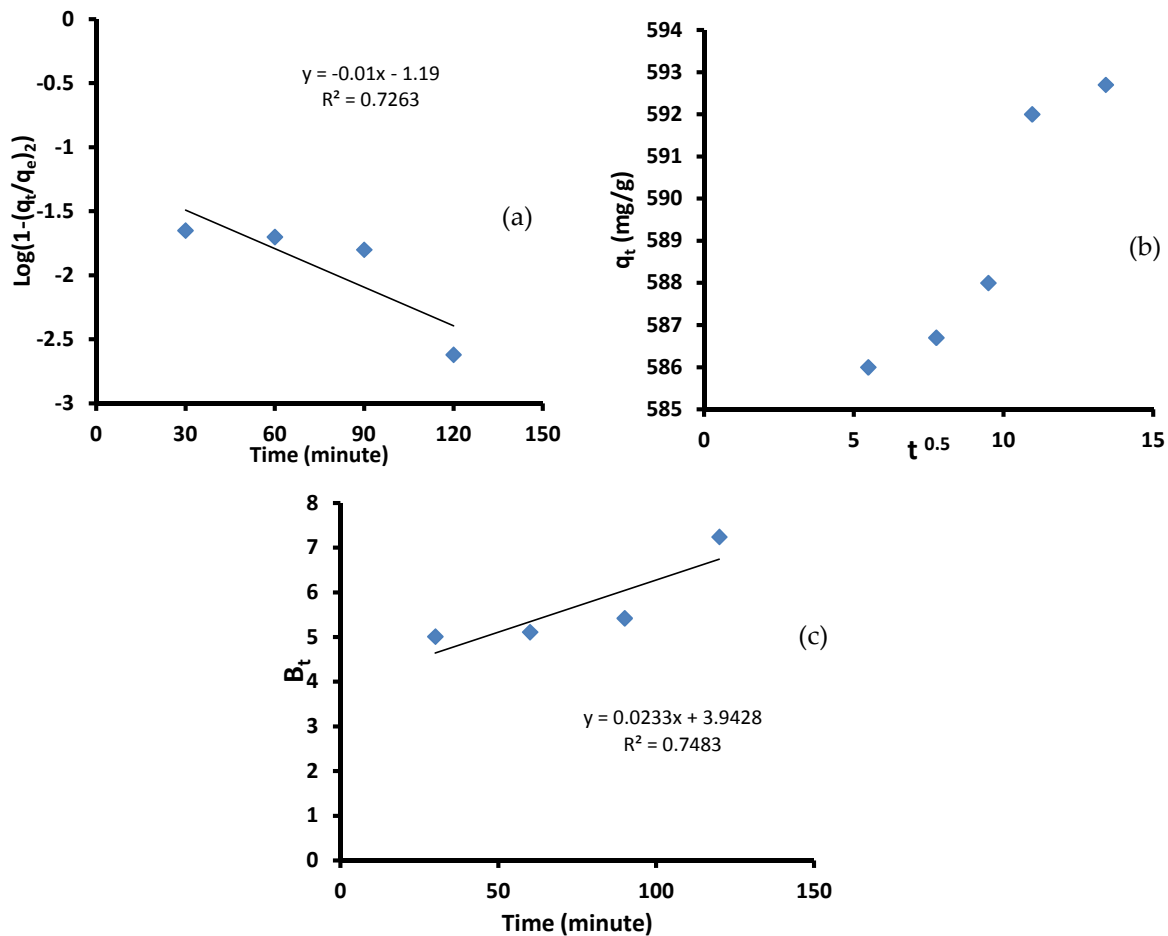 0
-0.5
-1
-1.5
-2
-2.5
-3
0 30 60 90 120 150
Log(1-(qt/qe)2)
Time (minute)
y = -0.01x - 1.19
R² = 0.7263
(a)
594
593
592
591
590
589
588
587
586
585
0 5 10 15
qt (mg/g)
t 0.5
(b)
8
7
6
5
4
3
2
1
0
0 50 100 150
Bt
Time (minute)
y = 0.0233x + 3.9428
R² = 0.7483
(c)